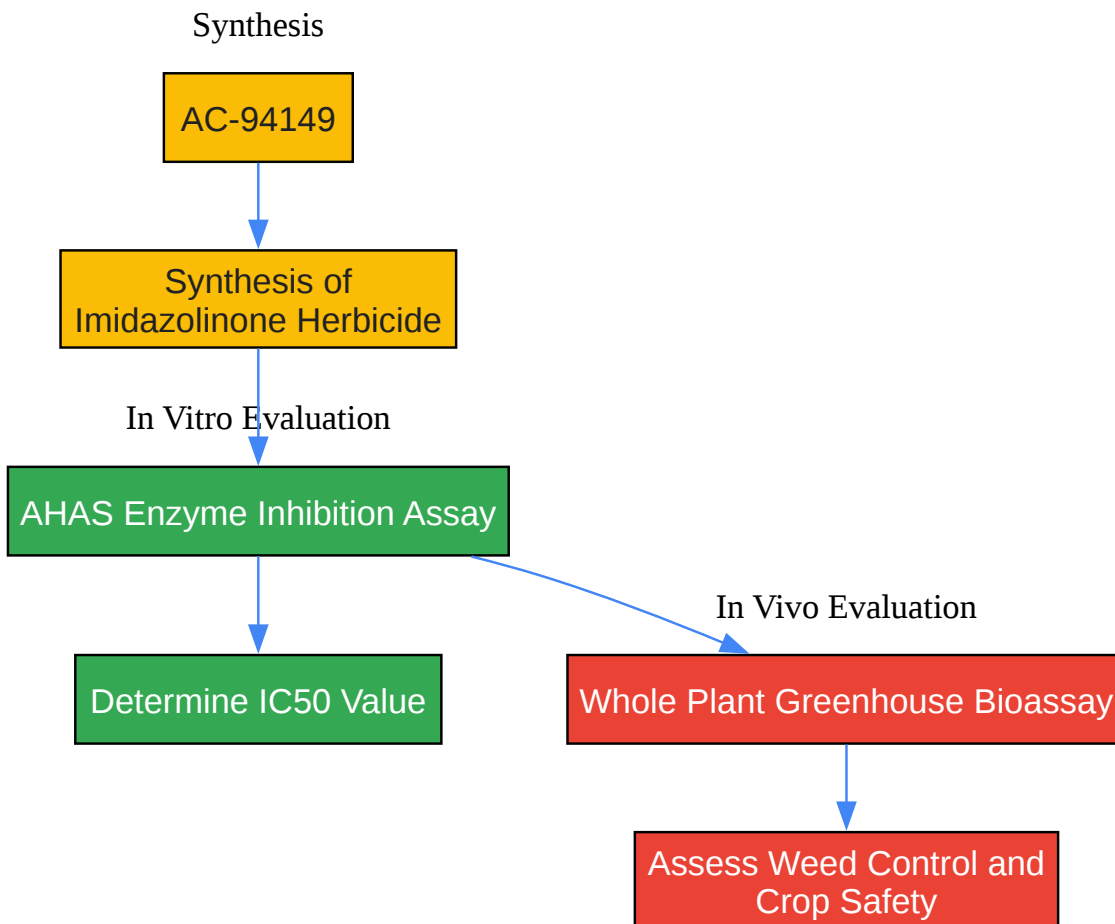 Synthesis
AC-94149
Synthesis of
Imidazolinone Herbicide
In Vitro Evaluation
AHAS Enzyme Inhibition Assay
In Vivo Evaluation
Determine IC50 Value
Whole Plant Greenhouse Bioassay
Assess Weed Control and
Crop Safety